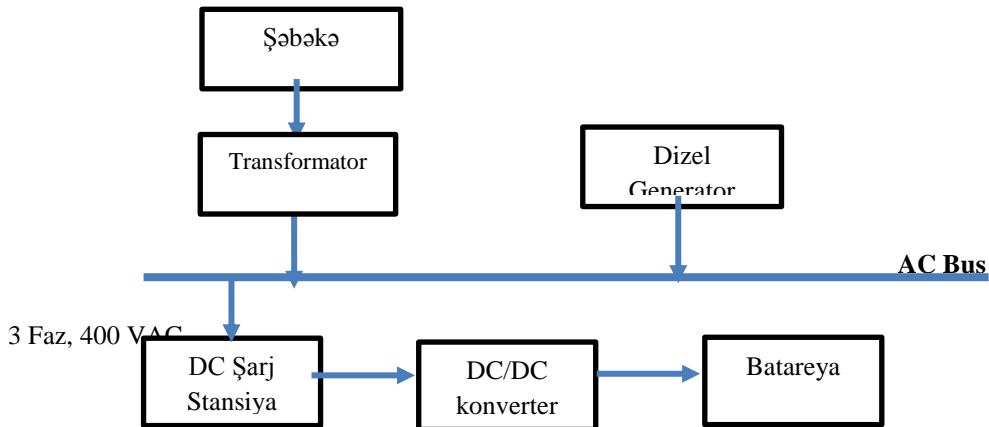 Şəbəkə
Transformator
Dizel
Generator
AC Bus
3 Faz, 400 VAC
DC Şarj
Stansiya
DC/DC
konverter
Batareya